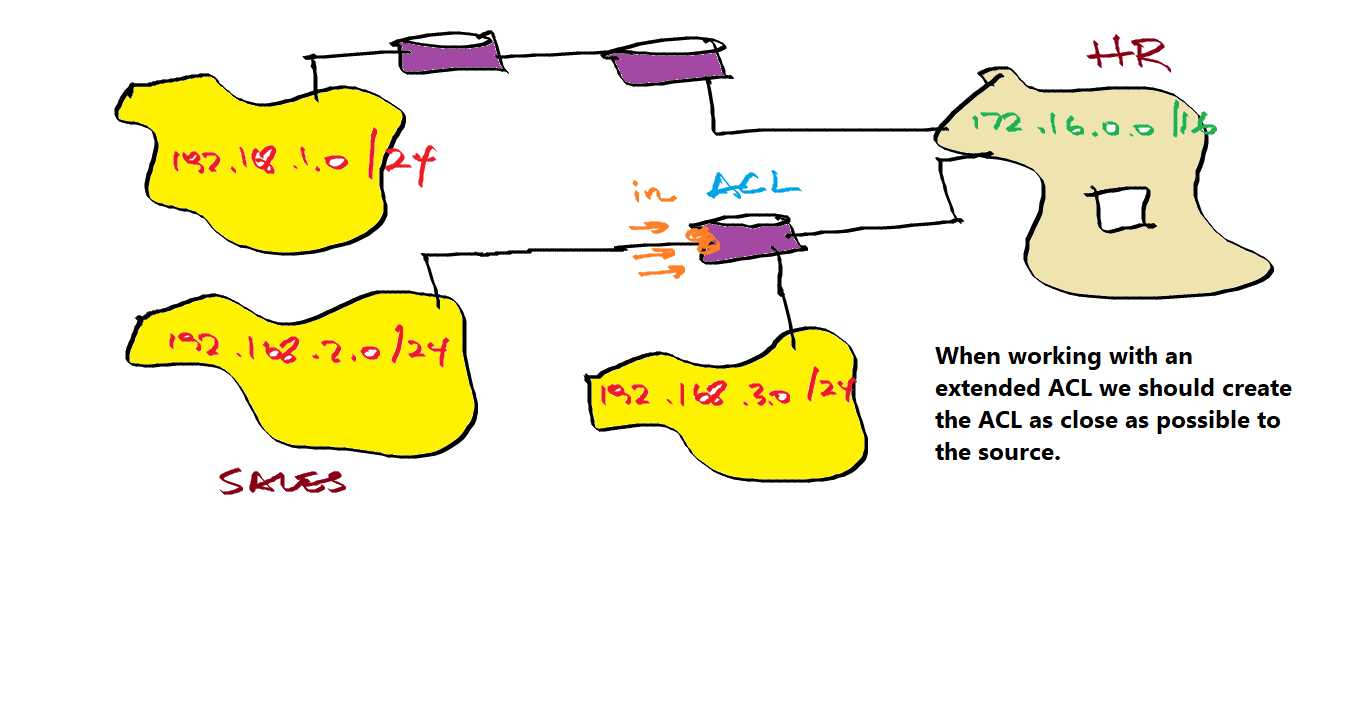 HR
172.16.0.0/16
192.168.1.0/24
in ACL
192.168.2.0/24
192.168.3.0/24
When working with an
extended ACL we should create
the ACL as close as possible to
the source.
SALES